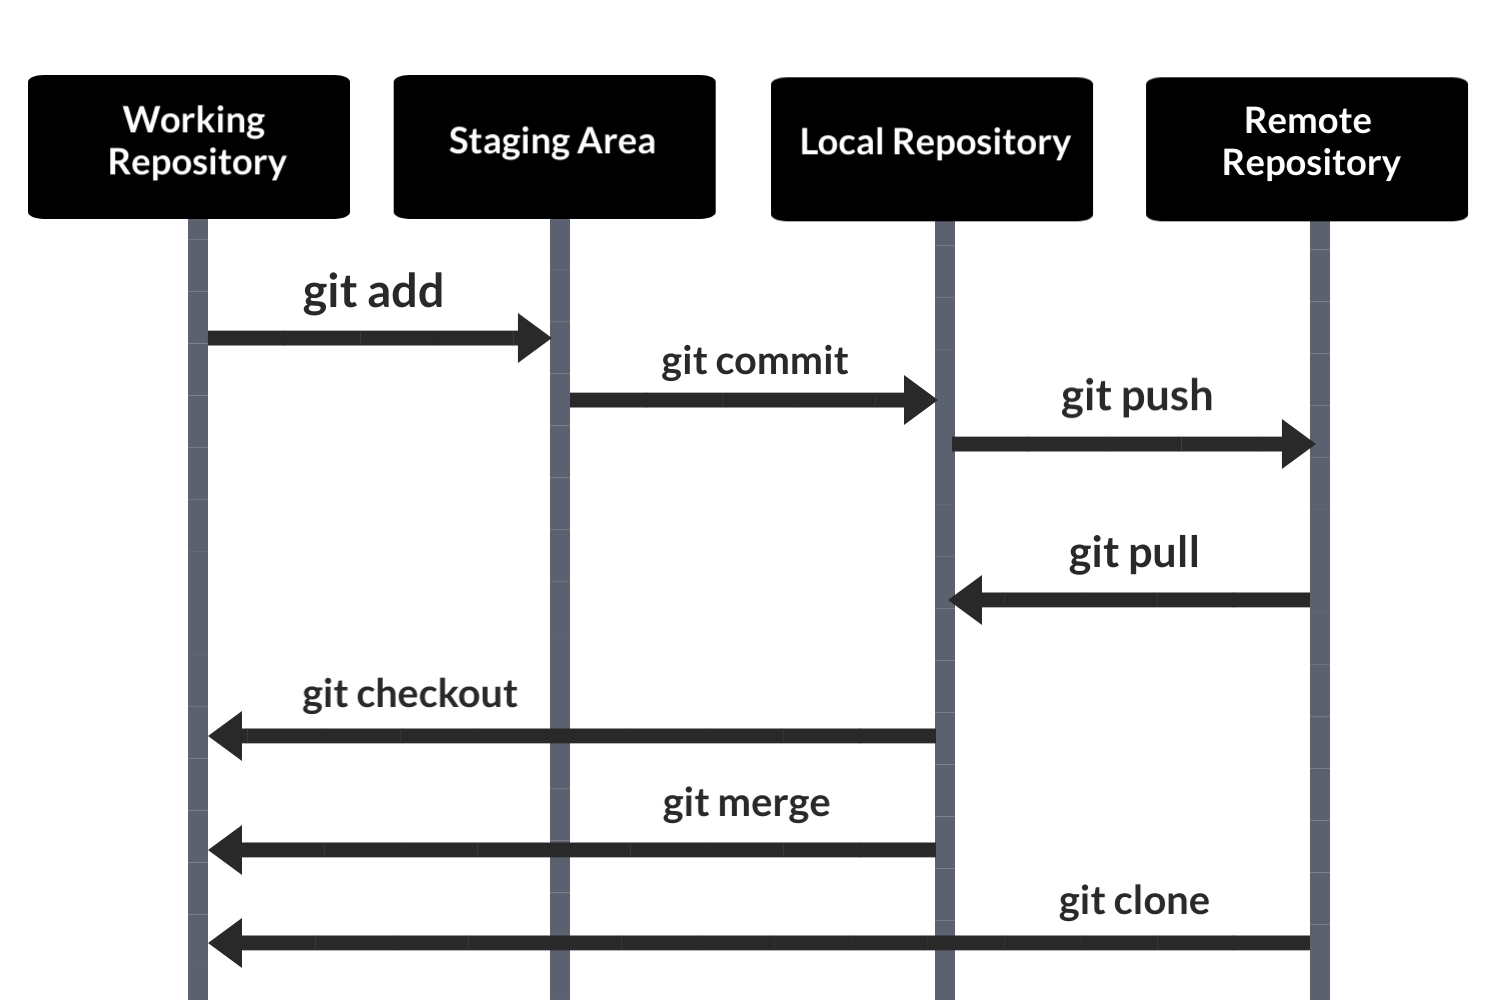 Working
Repository
Staging Area
Local Repository
Remote
Repository
git add
git commit
git push
git pull
git checkout
git merge
git clone